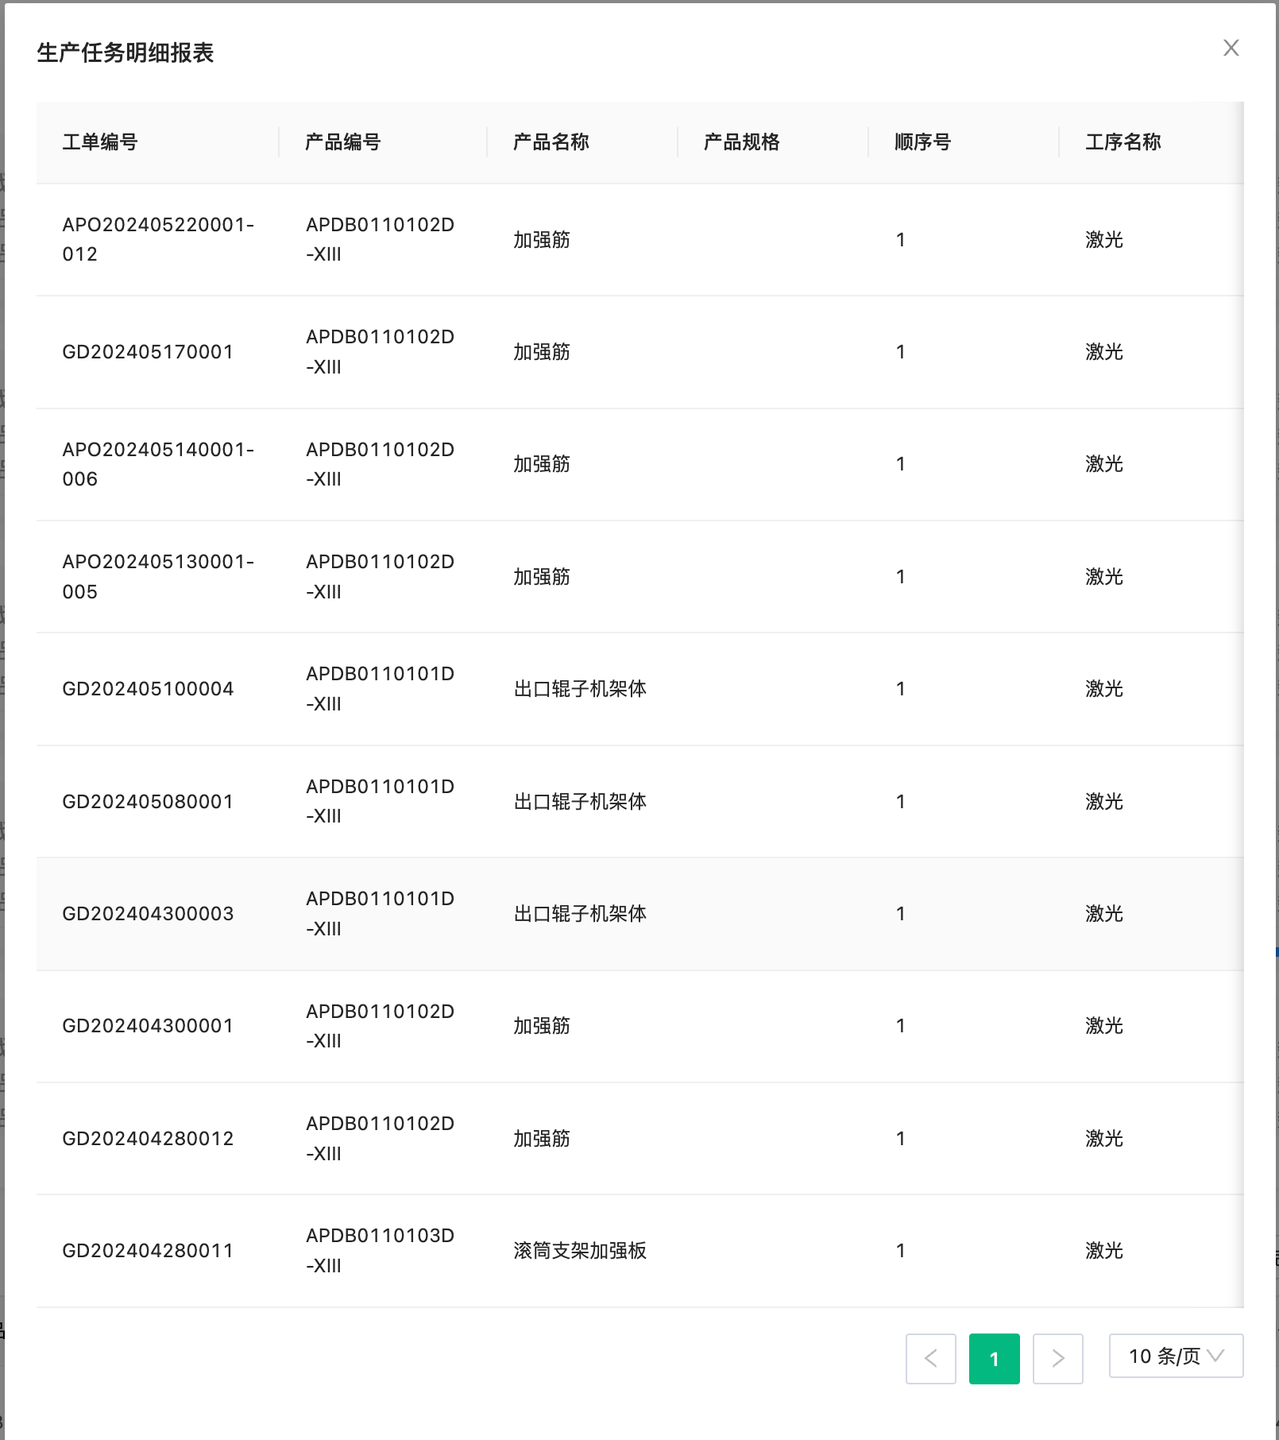 生产任务明细报表
工单编号 产品编号 产品名称 产品规格 顺序号 工序名称
APO202405220001-
012
APDB0110102D
-XIII
加强筋
1
激光
GD202405170001
APDB0110102D
-XIII
加强筋
1
激光
APO202405140001-
006
APDB0110102D
-XIII
加强筋
1
激光
APO202405130001-
005
APDB0110102D
-XIII
加强筋
1
激光
GD202405100004
APDB0110101D
-XIII
出口辊子机架体
1
激光
GD202405080001
APDB0110101D
-XIII
出口辊子机架体
1
激光
GD202404300003
APDB0110101D
-XIII
出口辊子机架体
1
激光
GD202404300001
APDB0110102D
-XIII
加强筋
1
激光
GD202404280012
APDB0110102D
-XIII
加强筋
1
激光
GD202404280011
APDB0110103D
-XIII
滚筒支架加强板
1
激光
1
10 条/页